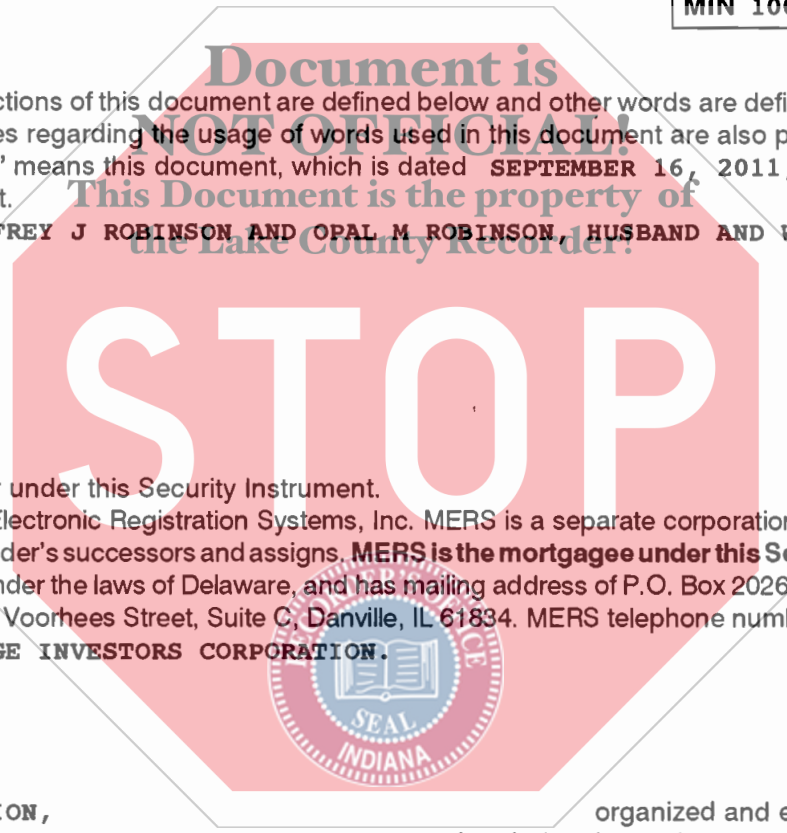 MIN 10
Document is
ctions of this document are defined below and other words are defi
NOT OFFICIAL!
es regarding the usage of words used in this document are also p
' means this document, which is dated SEPTEMBER 16, 2011,
t.
This Document is the property of
FREY J ROBINSON AND OPAL M ROBINSON, HUSBAND AND
the Lake County Recorder!
STOP
under this Security Instrument.
Electronic Registration Systems, Inc. MERS is a separate corporation
der's successors and assigns. MERS is the mortgagee under this Se
nder the laws of Delaware, and has mailing address of P.O. Box 2026
Voorhees Street, Suite C, Danville, IL 61834. MERS telephone num
GE INVESTORS CORPORATION.
RECORDER'S OFFICE
SEAL
INDIANA
ION,
organized and e